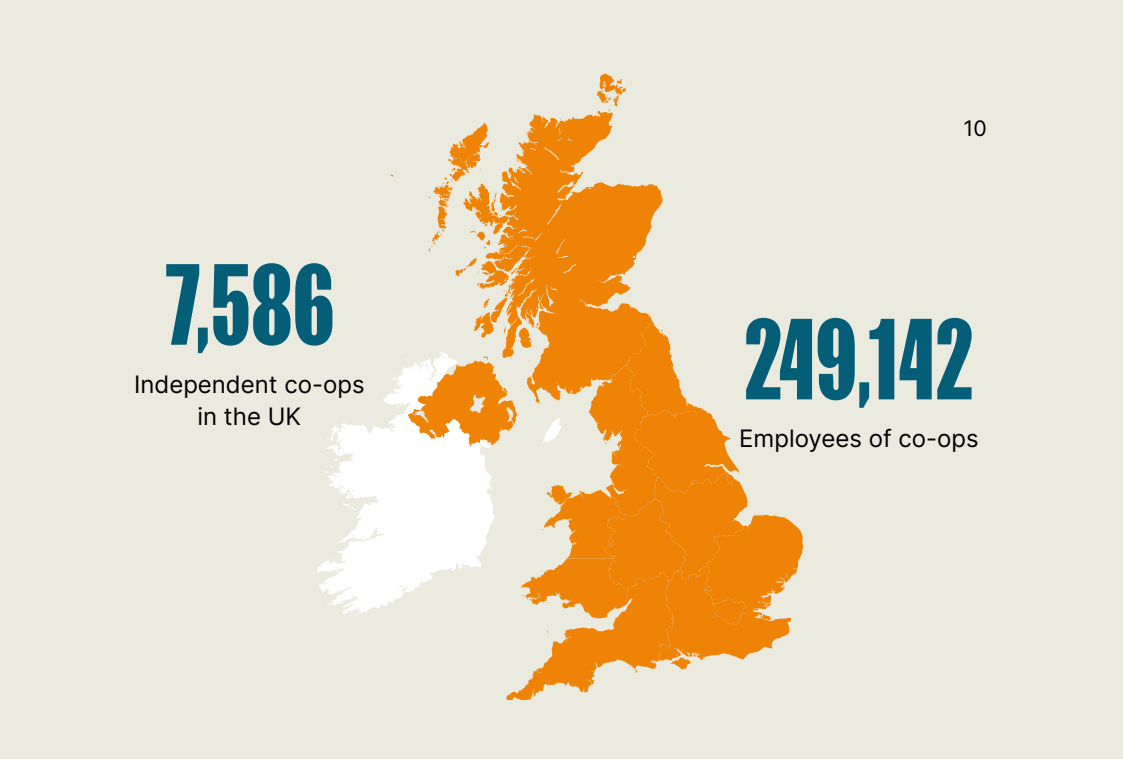 10
7,586
Independent co-ops
in the UK
249,142
Employees of co-ops